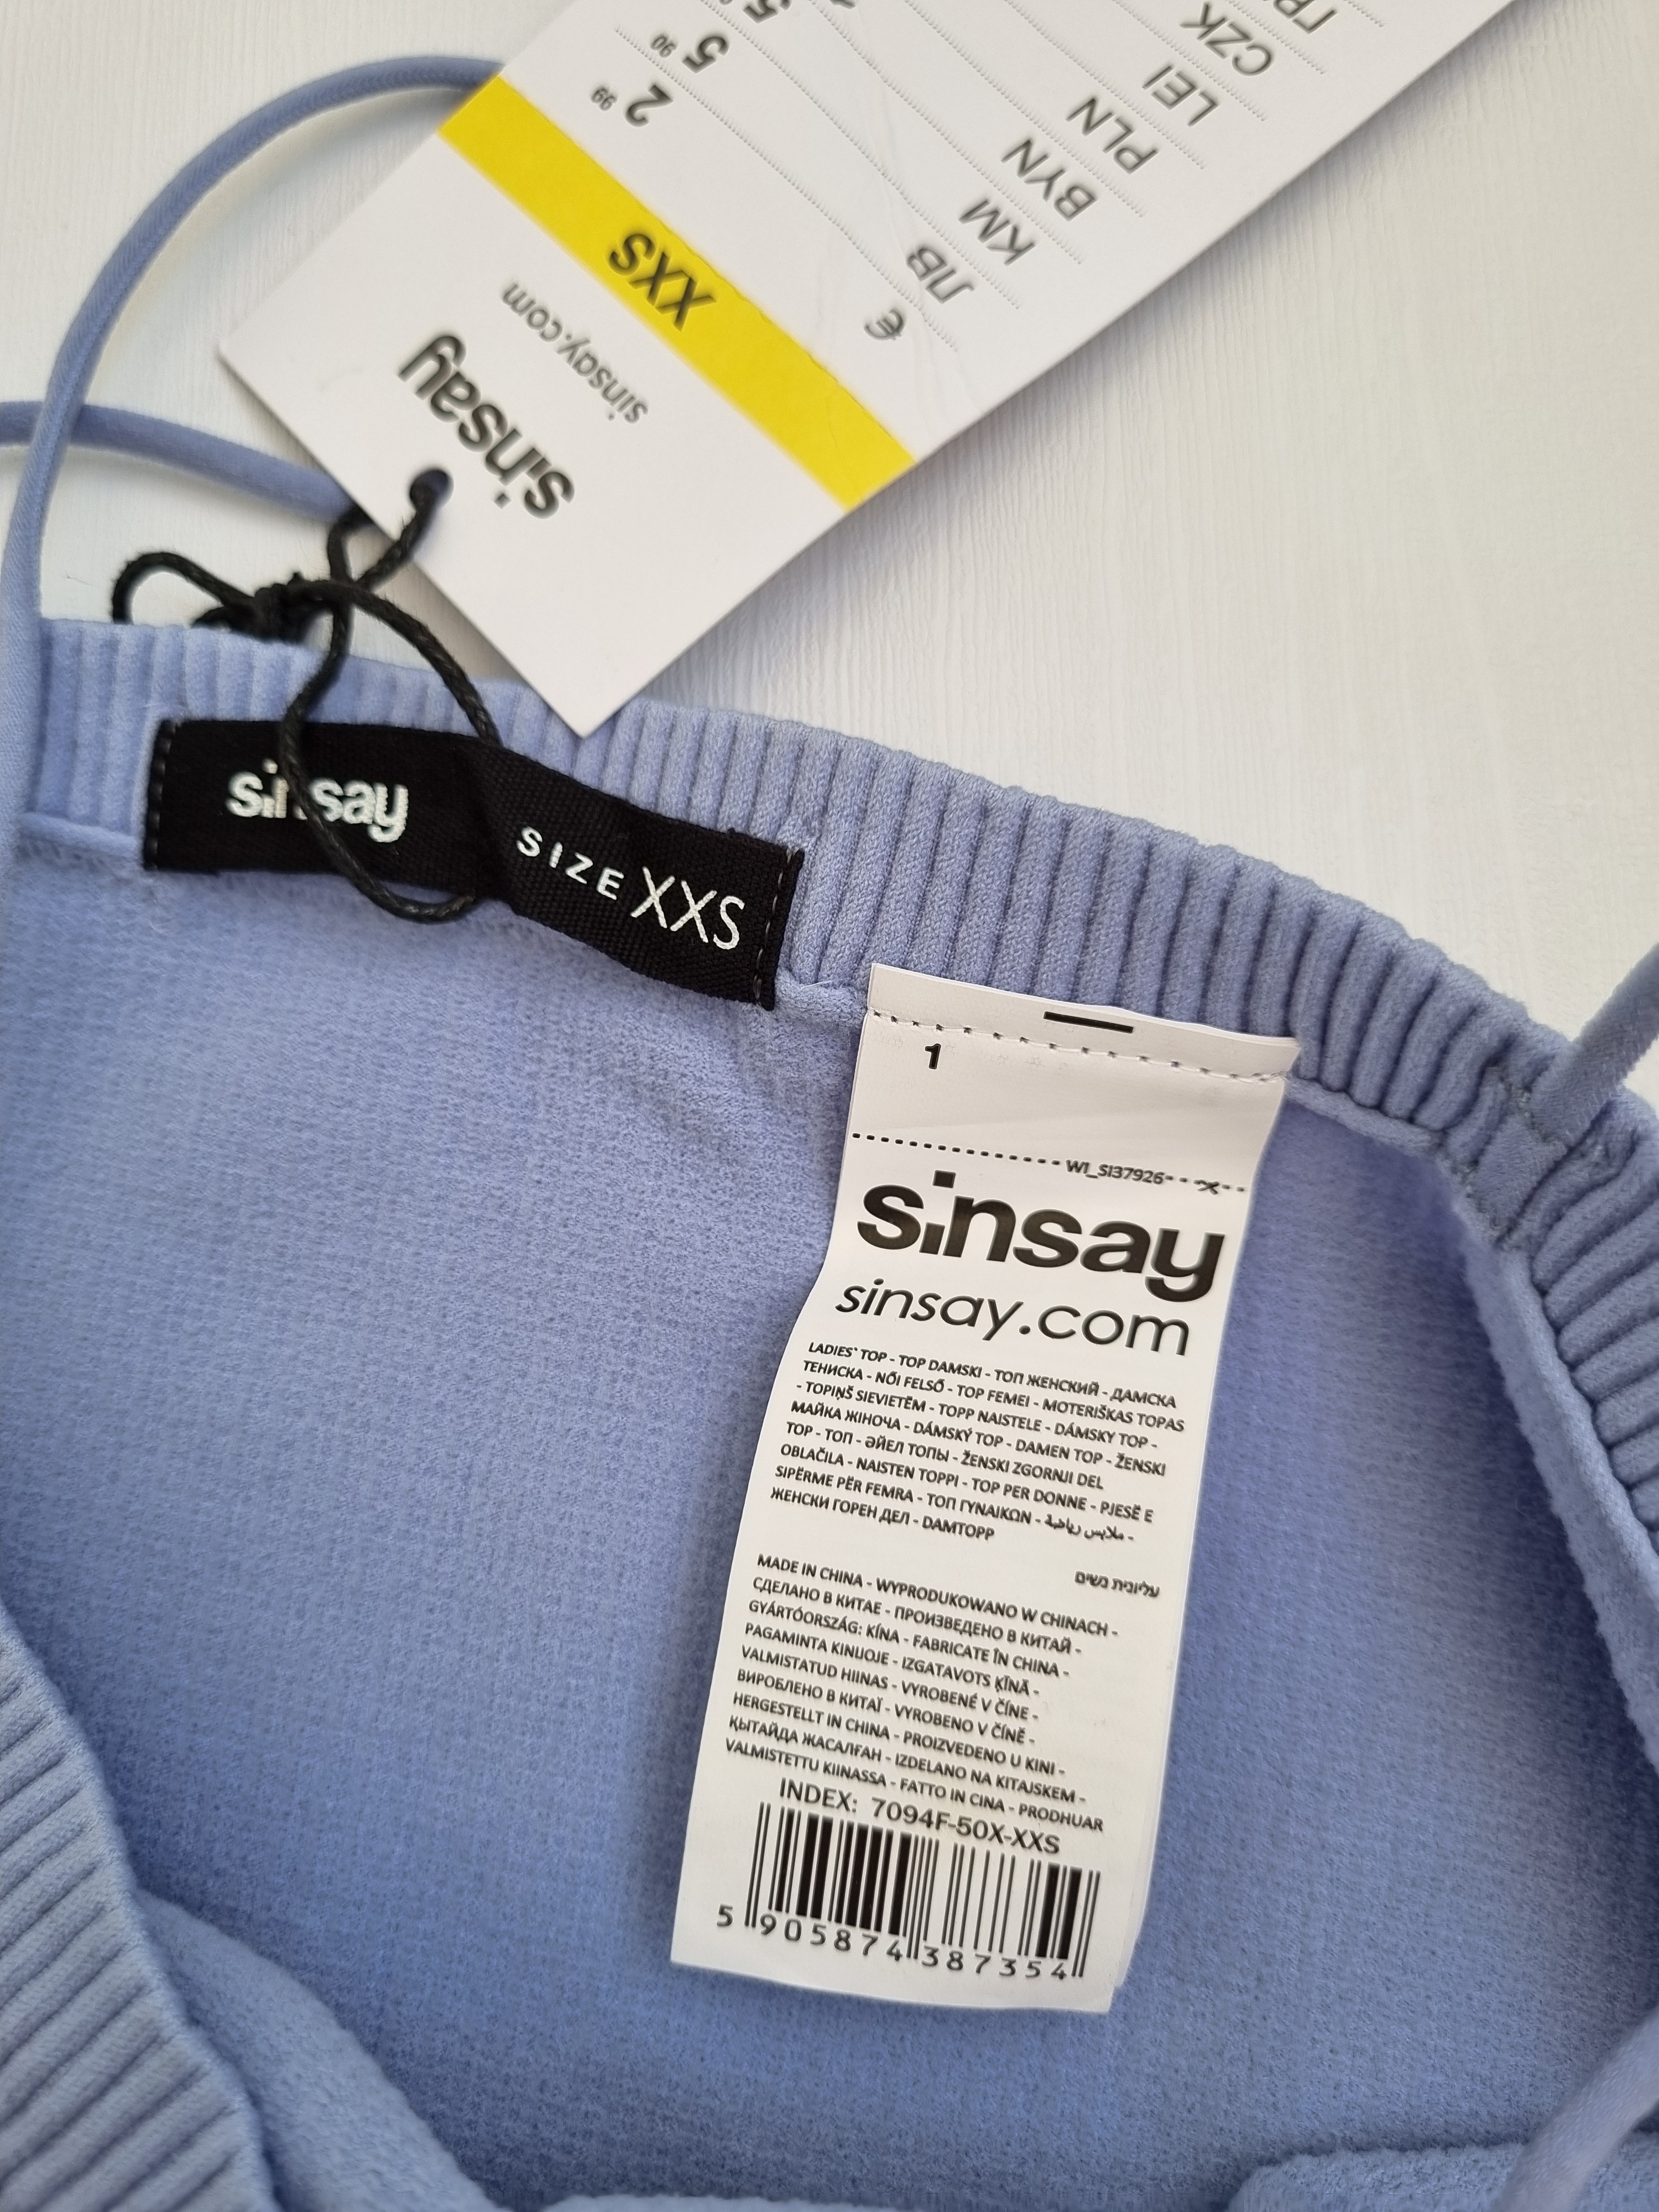 sinsay
sinsay.com
XXS
€ 2 99
ЛВ 5 90
КМ 5
BYN
PLN
LEI
CZK
sinsay
SIZE XXS
1
WI_SI37926
sinsay
sinsay.com
LADIES` TOP - TOP DAMSKI - ТОП ЖЕНСКИЙ - ДАМСКА
ТЕНИСКА - NŐI FELSŐ - TOP FEMEI - MOTERIŠKAS TOPAS
- TOPIŅŠ SIEVIETĒM - TOPP NAISTELE - DÁMSKY TOP -
МАЙКА ЖІНОЧА - DÁMSKÝ TOP - DAMEN TOP - ŽENSKI
TOP - ТОП - ӘЙЕЛ ТОПЫ - ŽENSKI ZGORNJI DEL
OBLAČILA - NAISTEN TOPPI - TOP PER DONNE - PJESË E
SIPËRME PËR FEMRA - ΤΟΠ ΓΥΝΑΙΚΩΝ - ملابس رياضية -
ЖЕНСКИ ГОРЕН ДЕЛ - DAMTOPP
עליונית נשים
MADE IN CHINA - WYPRODUKOWANO W CHINACH -
СДЕЛАНО В КИТАЕ - ПРОИЗВЕДЕНО В КИТАЙ -
GYÁRTÓORSZÁG: KÍNA - FABRICATE ÎN CHINA -
PAGAMINTA KINIJOJE - IZGATAVOTS ĶĪNĀ -
VALMISTATUD HIINAS - VYROBENÉ V ČÍNE -
ВИРОБЛЕНО В КИТАЇ - VYROBENO V ČÍNĚ -
HERGESTELLT IN CHINA - PROIZVEDENO U KINI -
ҚЫТАЙДА ЖАСАЛҒАН - IZDELANO NA KITAJSKEM -
VALMISTETTU KIINASSA - FATTO IN CINA - PRODHUAR
INDEX: 7094F-50X-XXS
5 905874 387354